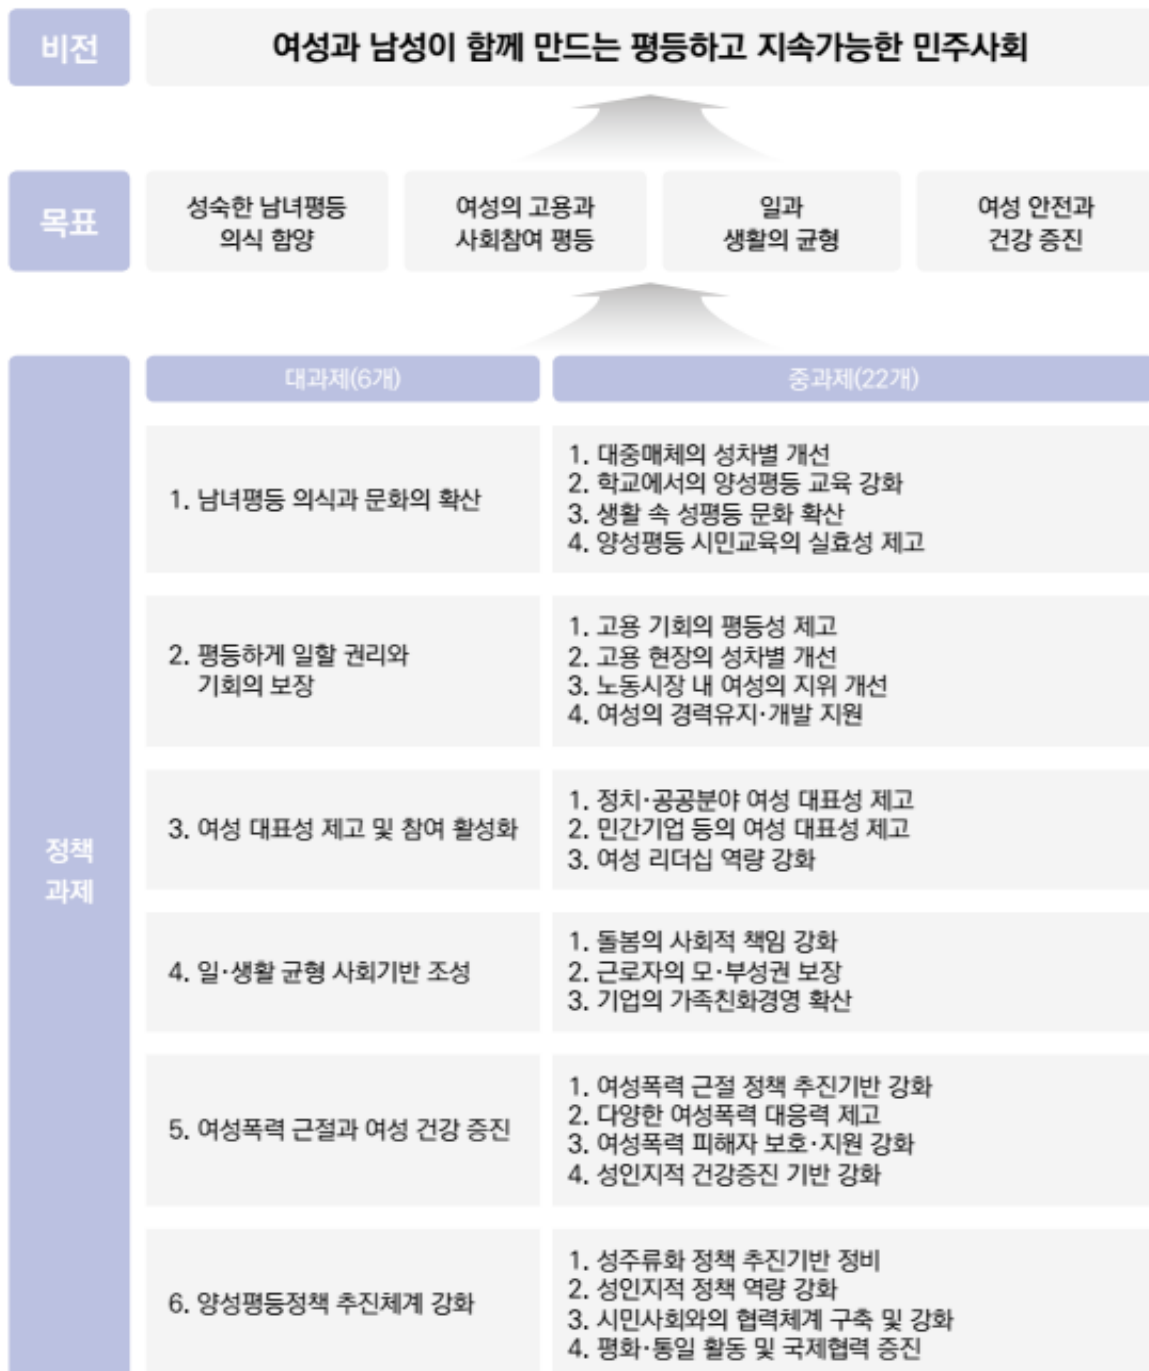 비전
여성과 남성이 함께 만드는 평등하고 지속가능한 민주사회
목표
성숙한 남녀평등
의식 함양
여성의 고용과
사회참여 평등
일과
생활의 균형
여성 안전과
건강 증진
정책
과제
대과제(6개)
중과제(22개)
1. 남녀평등 의식과 문화의 확산
1. 대중매체의 성차별 개선
2. 학교에서의 양성평등 교육 강화
3. 생활 속 성평등 문화 확산
4. 양성평등 시민교육의 실효성 제고
2. 평등하게 일할 권리와
기회의 보장
1. 고용 기회의 평등성 제고
2. 고용 현장의 성차별 개선
3. 노동시장 내 여성의 지위 개선
4. 여성의 경력유지·개발 지원
3. 여성 대표성 제고 및 참여 활성화
1. 정치·공공분야 여성 대표성 제고
2. 민간기업 등의 여성 대표성 제고
3. 여성 리더십 역량 강화
4. 일·생활 균형 사회기반 조성
1. 돌봄의 사회적 책임 강화
2. 근로자의 모·부성권 보장
3. 기업의 가족친화경영 확산
5. 여성폭력 근절과 여성 건강 증진
1. 여성폭력 근절 정책 추진기반 강화
2. 다양한 여성폭력 대응력 제고
3. 여성폭력 피해자 보호·지원 강화
4. 성인지적 건강증진 기반 강화
6. 양성평등정책 추진체계 강화
1. 성주류화 정책 추진기반 정비
2. 성인지적 정책 역량 강화
3. 시민사회와의 협력체계 구축 및 강화
4. 평화·통일 활동 및 국제협력 증진